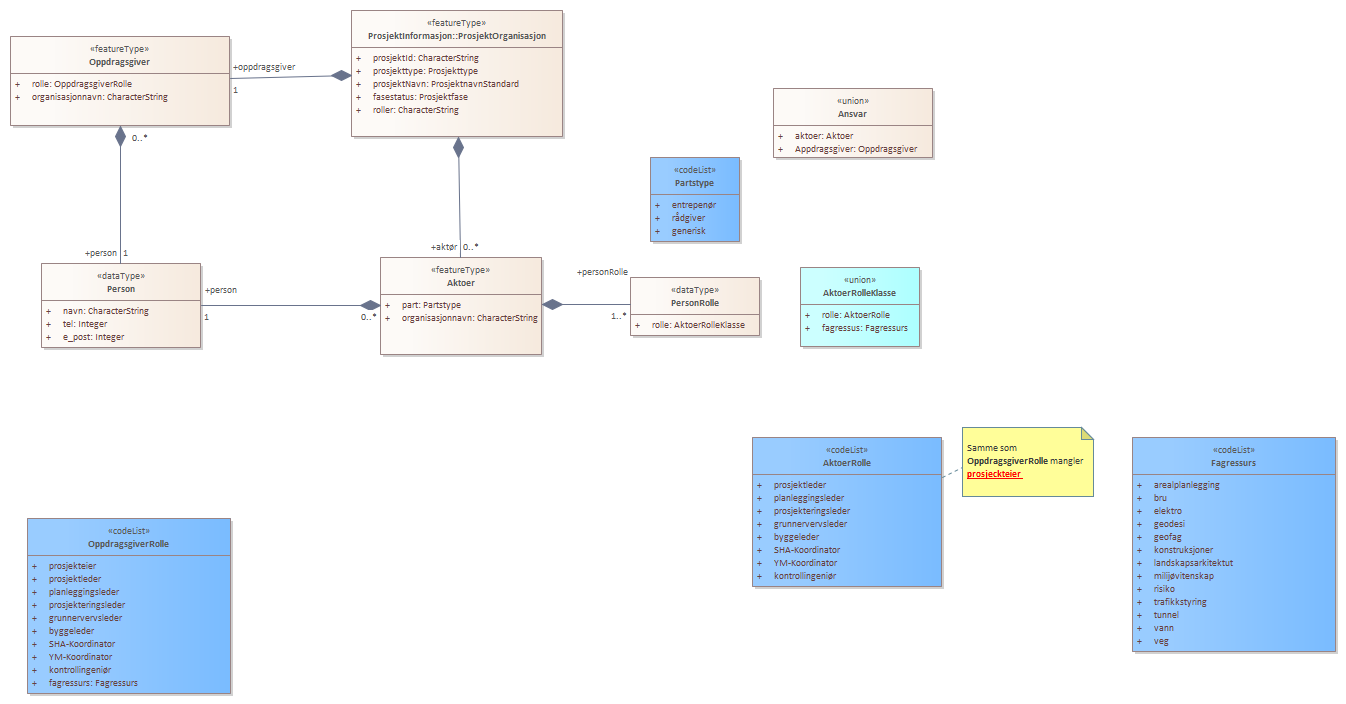 «featureType»
Oppdragsgiver
+ rolle: OppdragsgiverRolle
+ organisasjonnavn: CharacterString
+oppdragsgiver
1
«featureType»
ProsjektInformasjon::ProsjektOrganisasjon
+ prosjektId: CharacterString
+ prosjekttype: Prosjekttype
+ prosjektNavn: ProsjektnavnStandard
+ fasestatus: Prosjektfase
+ roller: CharacterString
«union»
Ansvar
+ aktoer: Aktoer
+ Appdragsgiver: Oppdragsgiver
0..*
«codeList»
Partstype
+ entrepenør
+ rådgiver
+ generisk
+person 1
+aktør 0..*
«dataType»
Person
+ navn: CharacterString
+ tel: Integer
+ e_post: Integer
+person
1
0..*
«featureType»
Aktoer
+ part: Partstype
+ organisasjonnavn: CharacterString
+personRolle
1..*
«dataType»
PersonRolle
+ rolle: AktoerRolleKlasse
«union»
AktoerRolleKlasse
+ rolle: AktoerRolle
+ fagressus: Fagressurs
«codeList»
AktoerRolle
+ prosjektleder
+ planleggingsleder
+ prosjekteringsleder
+ grunnervervsleder
+ byggeleder
+ SHA-Koordinator
+ YM-Koordinator
+ kontrollingeniør
Samme som
OppdragsgiverRolle mangler
prosjeckteier
«codeList»
Fagressurs
+ arealplanlegging
+ bru
+ elektro
+ geodesi
+ geofag
+ konstruksjoner
+ landskapsarkitektut
+ millijøvitenskap
+ risiko
+ trafikkstyring
+ tunnel
+ vann
+ veg
«codeList»
OppdragsgiverRolle
+ prosjekteier
+ prosjektleder
+ planleggingsleder
+ prosjekteringsleder
+ grunnervervsleder
+ byggeleder
+ SHA-Koordinator
+ YM-Koordinator
+ kontrollingeniør
+ fagressurs: Fagressurs